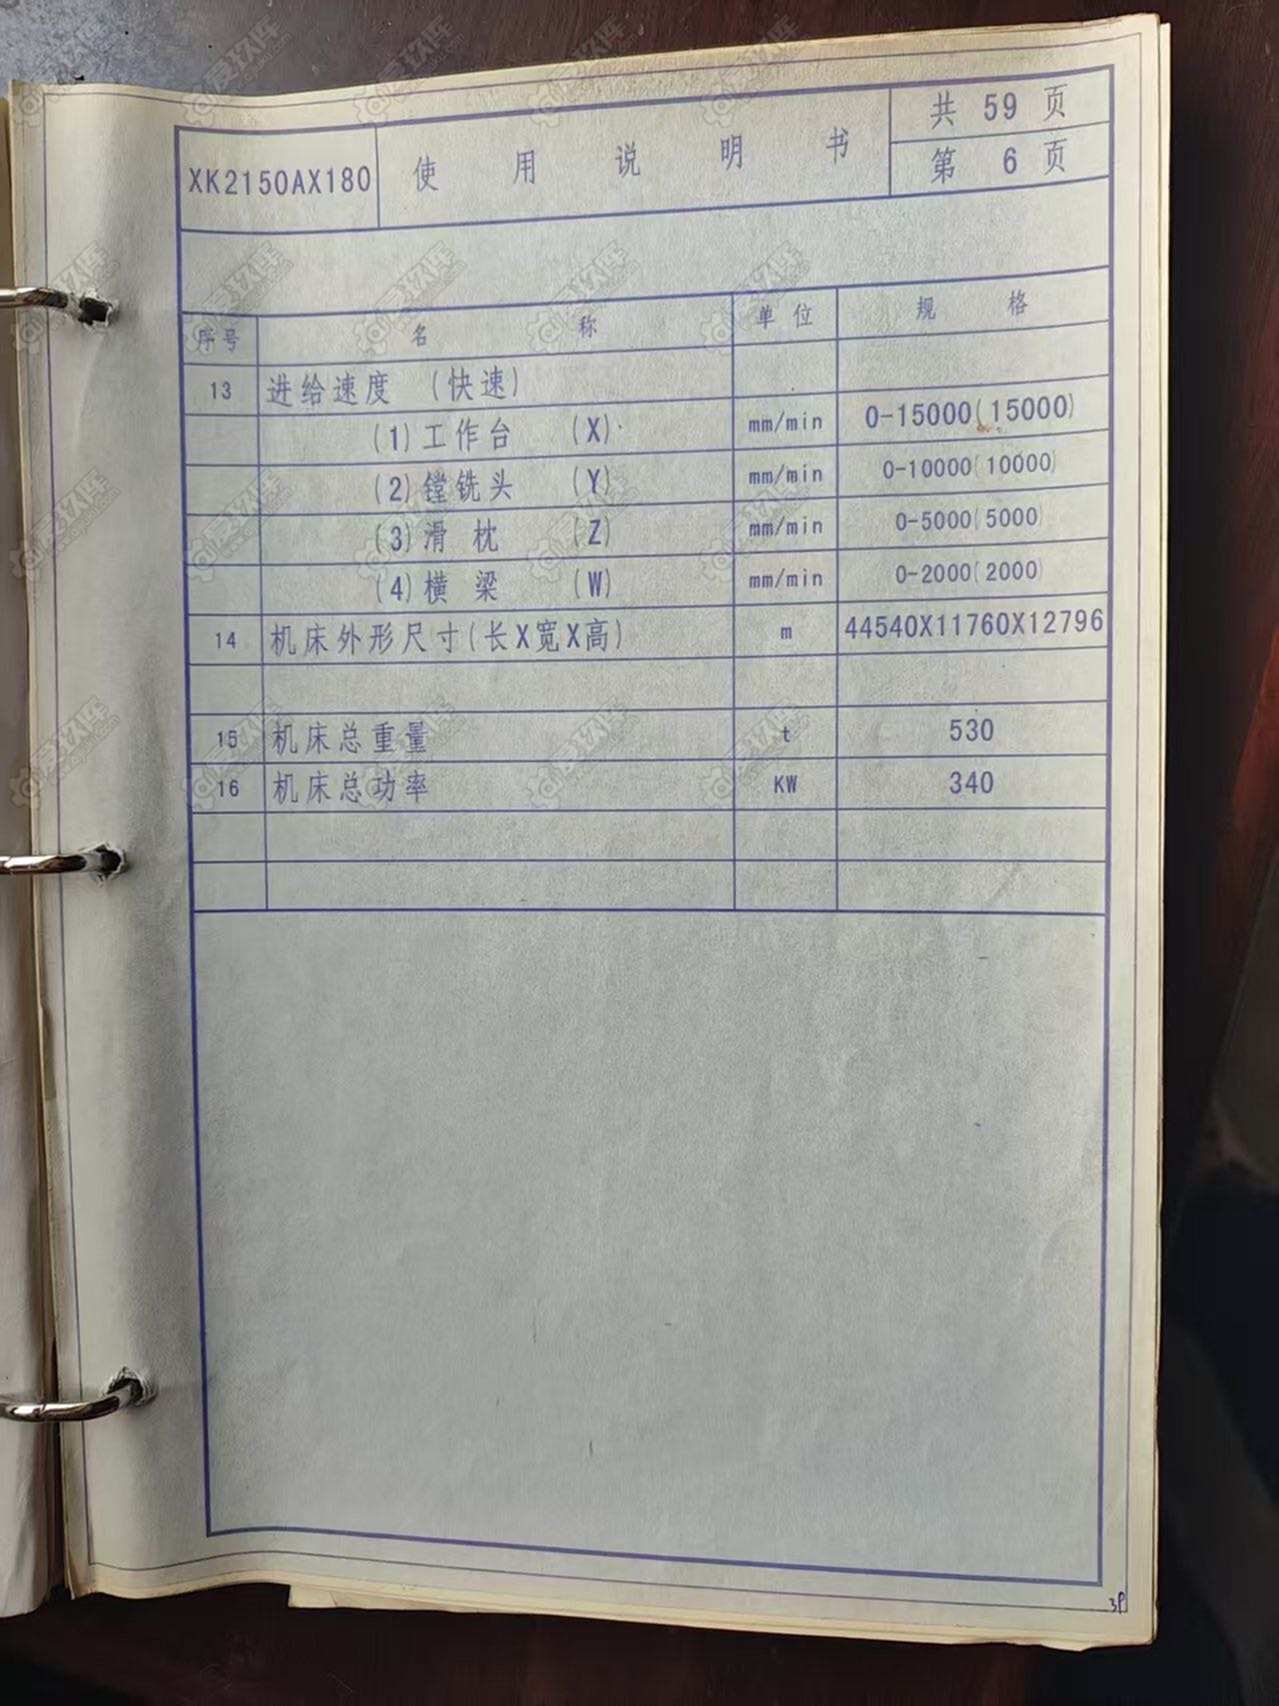 XK2150AX180 使用说明书 共 59 页
第 6 页
序号 名称 单位 规格
13 进给速度 (快速)
(1)工作台 (X) mm/min 0-15000(15000)
(2)镗铣头 (Y) mm/min 0-10000(10000)
(3)滑枕 (Z) mm/min 0-5000(5000)
(4)横梁 (W) mm/min 0-2000(2000)
14 机床外形尺寸(长X宽X高) m 44540X11760X12796
15 机床总重量 t 530
16 机床总功率 KW 340